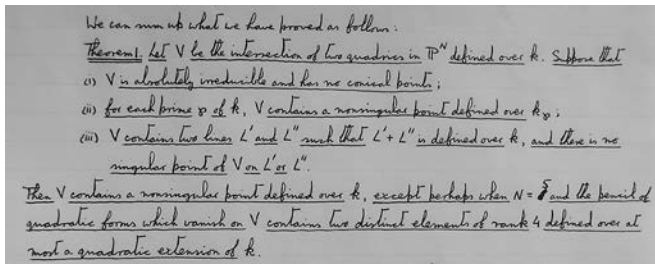 We can sum up what we have proved as follows:
Theorem 1. Let V be the intersection of two quadrics in P^N defined over k. Suppose that
(i) V is absolutely irreducible and has no conical points;
(ii) for each prime ℘ of k, V contains a nonsingular point defined over k_℘;
(iii) V contains two lines L' and L" such that L'+L" is defined over k, and there is no
singular point of V on L' or L".
Then V contains a nonsingular point defined over k, except perhaps when N = 5 and the pencil of
quadratic forms which vanish on V contains two distinct elements of rank 4 defined over at
most a quadratic extension of k.